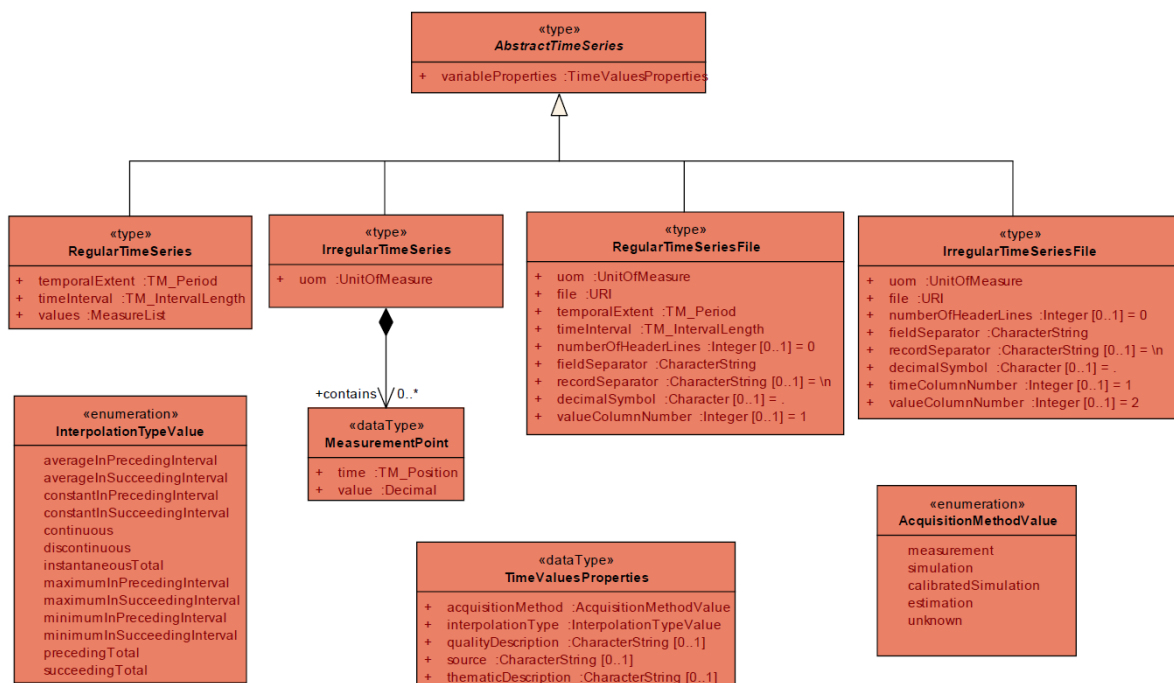 «type»
AbstractTimeSeries
+ variableProperties :TimeValuesProperties
«type»
RegularTimeSeries
+ temporalExtent :TM_Period
+ timeInterval :TM_IntervalLength
+ values :MeasureList
«type»
IrregularTimeSeries
+ uom :UnitOfMeasure
«type»
RegularTimeSeriesFile
+ uom :UnitOfMeasure
+ file :URI
+ temporalExtent :TM_Period
+ timeInterval :TM_IntervalLength
+ numberOfHeaderLines :Integer [0..1] = 0
+ fieldSeparator :CharacterString
+ recordSeparator :CharacterString [0..1] = \n
+ decimalSymbol :Character [0..1] = .
+ valueColumnNumber :Integer [0..1] = 1
«type»
IrregularTimeSeriesFile
+ uom :UnitOfMeasure
+ file :URI
+ numberOfHeaderLines :Integer [0..1] = 0
+ fieldSeparator :CharacterString
+ recordSeparator :CharacterString [0..1] = \n
+ decimalSymbol :Character [0..1] = .
+ timeColumnNumber :Integer [0..1] = 1
+ valueColumnNumber :Integer [0..1] = 2
+contains 0..*
«enumeration»
InterpolationTypeValue
averageInPrecedingInterval
averageInSucceedingInterval
constantInPrecedingInterval
constantInSucceedingInterval
continuous
discontinuous
instantaneousTotal
maximumInPrecedingInterval
maximumInSucceedingInterval
minimumInPrecedingInterval
minimumInSucceedingInterval
precedingTotal
succeedingTotal
«dataType»
MeasurementPoint
+ time :TM_Position
+ value :Decimal
«dataType»
TimeValuesProperties
+ acquisitionMethod :AcquisitionMethodValue
+ interpolationType :InterpolationTypeValue
+ qualityDescription :CharacterString [0..1]
+ source :CharacterString [0..1]
+ thematicDescription :CharacterString [0..1]
«enumeration»
AcquisitionMethodValue
measurement
simulation
calibratedSimulation
estimation
unknown